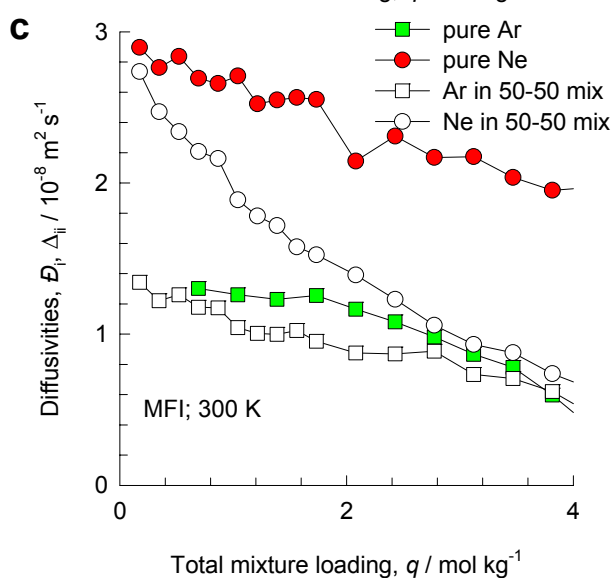 c
pure Ar
pure Ne
Ar in 50-50 mix
Ne in 50-50 mix
3
2
1
0
Diffusivities, Đᵢ, Δᵢᵢ / 10⁻⁸ m² s⁻¹
MFI; 300 K
0
2
4
Total mixture loading, q / mol kg⁻¹